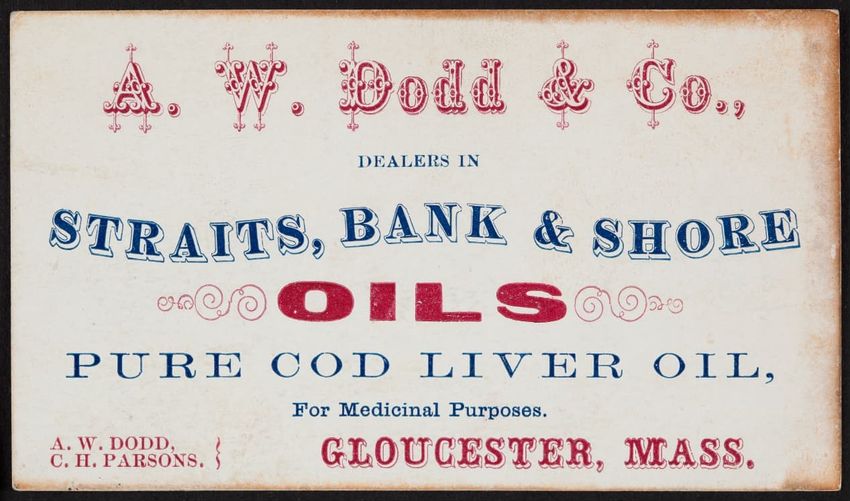 A. W. Dodd & Co.,
DEALERS IN
STRAITS, BANK & SHORE
OILS
PURE COD LIVER OIL,
For Medicinal Purposes.
A. W. DODD,
C. H. PARSONS. }
GLOUCESTER, MASS.